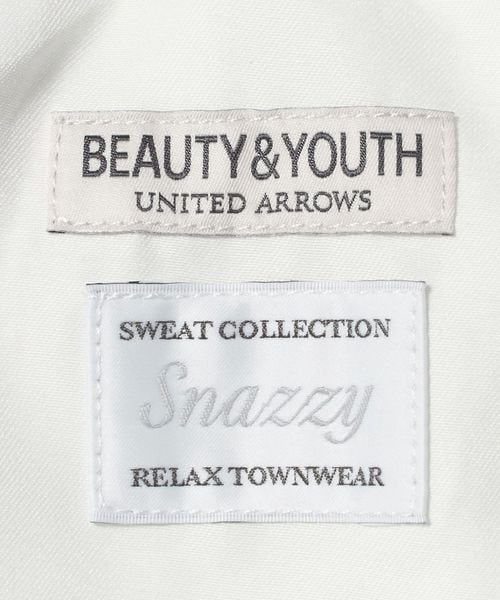 BEAUTY&YOUTH
UNITED ARROWS
SWEAT COLLECTION
Snazzy
RELAX TOWNWEAR